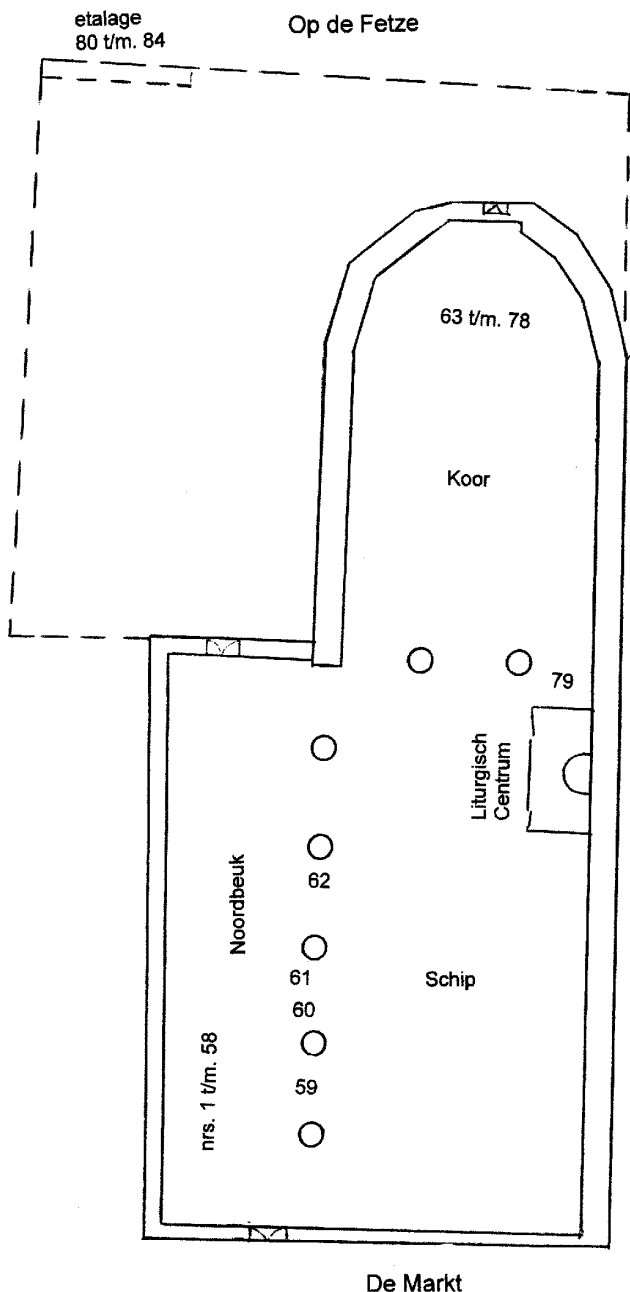 etalage
80 t/m. 84
Op de Fetze
63 t/m. 78
Koor
79
Liturgisch
Centrum
Noordbeuk
62
61
Schip
60
nrs. 1 t/m. 58
59
De Markt